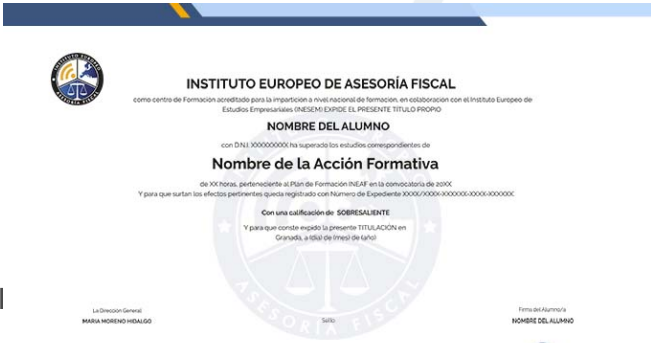 INSTITUTO EUROPEO DE ASESORÍA FISCAL
como centro de Formación acreditado para la impartición a nivel nacional de formación, en colaboración con el Instituto Europeo de
Estudios Empresariales (INESEM) EXPIDE EL PRESENTE TÍTULO PROPIO
NOMBRE DEL ALUMNO
con D.N.I. XXXXXXXXX ha superado los estudios correspondientes de
Nombre de la Acción Formativa
de XX horas, perteneciente al Plan de Formación INEAF en la convocatoria de 20XX
Y para que surtan los efectos pertinentes queda registrado con Número de Expediente XXXX/XXXX-XXXXXX-XXXX-XXXXXX
Con una calificación de SOBRESALIENTE
Y para que conste expido la presente TITULACIÓN en
Granada, a (día) de (mes) de (año)
La Dirección General
MARIA MORENO HIDALGO
Sello
Firma del Alumno/a
NOMBRE DEL ALUMNO
INSTITUTO EUROPEO
ASESORÍA FISCAL
ASESORÍA FISCAL